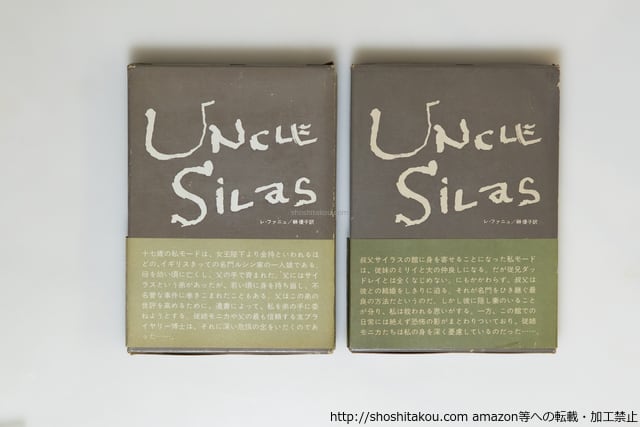 UNCLE
SILAS
レ・ファニュ/榊優子訳
十七歳の私モードは、女王陛下より金持といわれるほ
どの、イギリスきっての名門ルシン家の一人娘である。
母を幼い頃に亡くし、父の手で育まれた。父にはサイ
ラスという弟があったが、若い頃に身を持ち崩し、不
名誉な事件に巻きこまれたこともある。父はこの弟の
世評を高めるために、遺書によって、私を弟の手に委
ねようとする。従姉モニカや父の最も信頼する友ブラ
イヤリー博士は、それに深い危惧の念をいだくのであ
った……。
UNCLE
SILAS
レ・ファニュ/榊優子訳
叔父サイラスの館に身を寄せることになった私モード
は、従妹のミリイと大の仲良しになる。だが従兄ダッ
ドレイとは全くなじめない。にもかかわらず、叔父は
彼との結婚をしきりに迫る。それが名門をひき継ぐ最
良の方法だというのだ。しかし彼に隠し妻のいること
が分り、私は救われる思いがする。一方、この館での
日常には絶えず恐怖の影がまとわりついており、従姉
モニカたちは私の身を深く憂慮しているのだった……。
shoshitakou.com
http://shoshitakou.com amazon等への転載・加工禁止